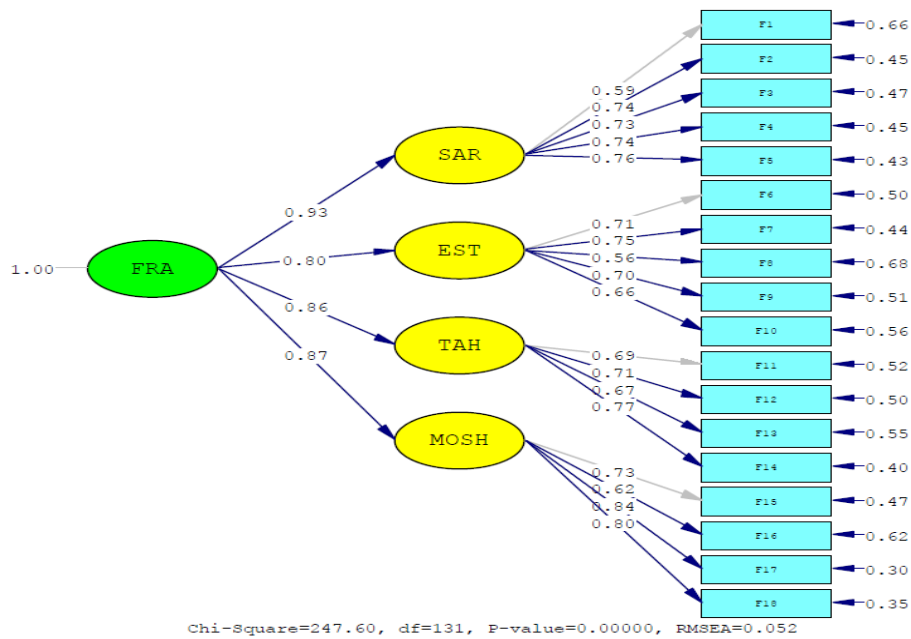 F1 0.66
F2 0.45
0.59
F3 0.47
0.74
0.73
F4 0.45
0.74
SAR
0.76
F5 0.43
F6 0.50
0.93
0.71
F7 0.44
0.75
EST
0.56
F8 0.68
0.80
1.00 FRA
0.70
0.66
F9 0.51
0.86
F10 0.56
TAH
0.69
0.87
F11 0.52
0.71
0.67
F12 0.50
0.77
F13 0.55
MOSH
F14 0.40
0.73
0.62
F15 0.47
0.84
0.80
F16 0.62
F17 0.30
F18 0.35
Chi-Square=247.60, df=131, P-value=0.00000, RMSEA=0.052